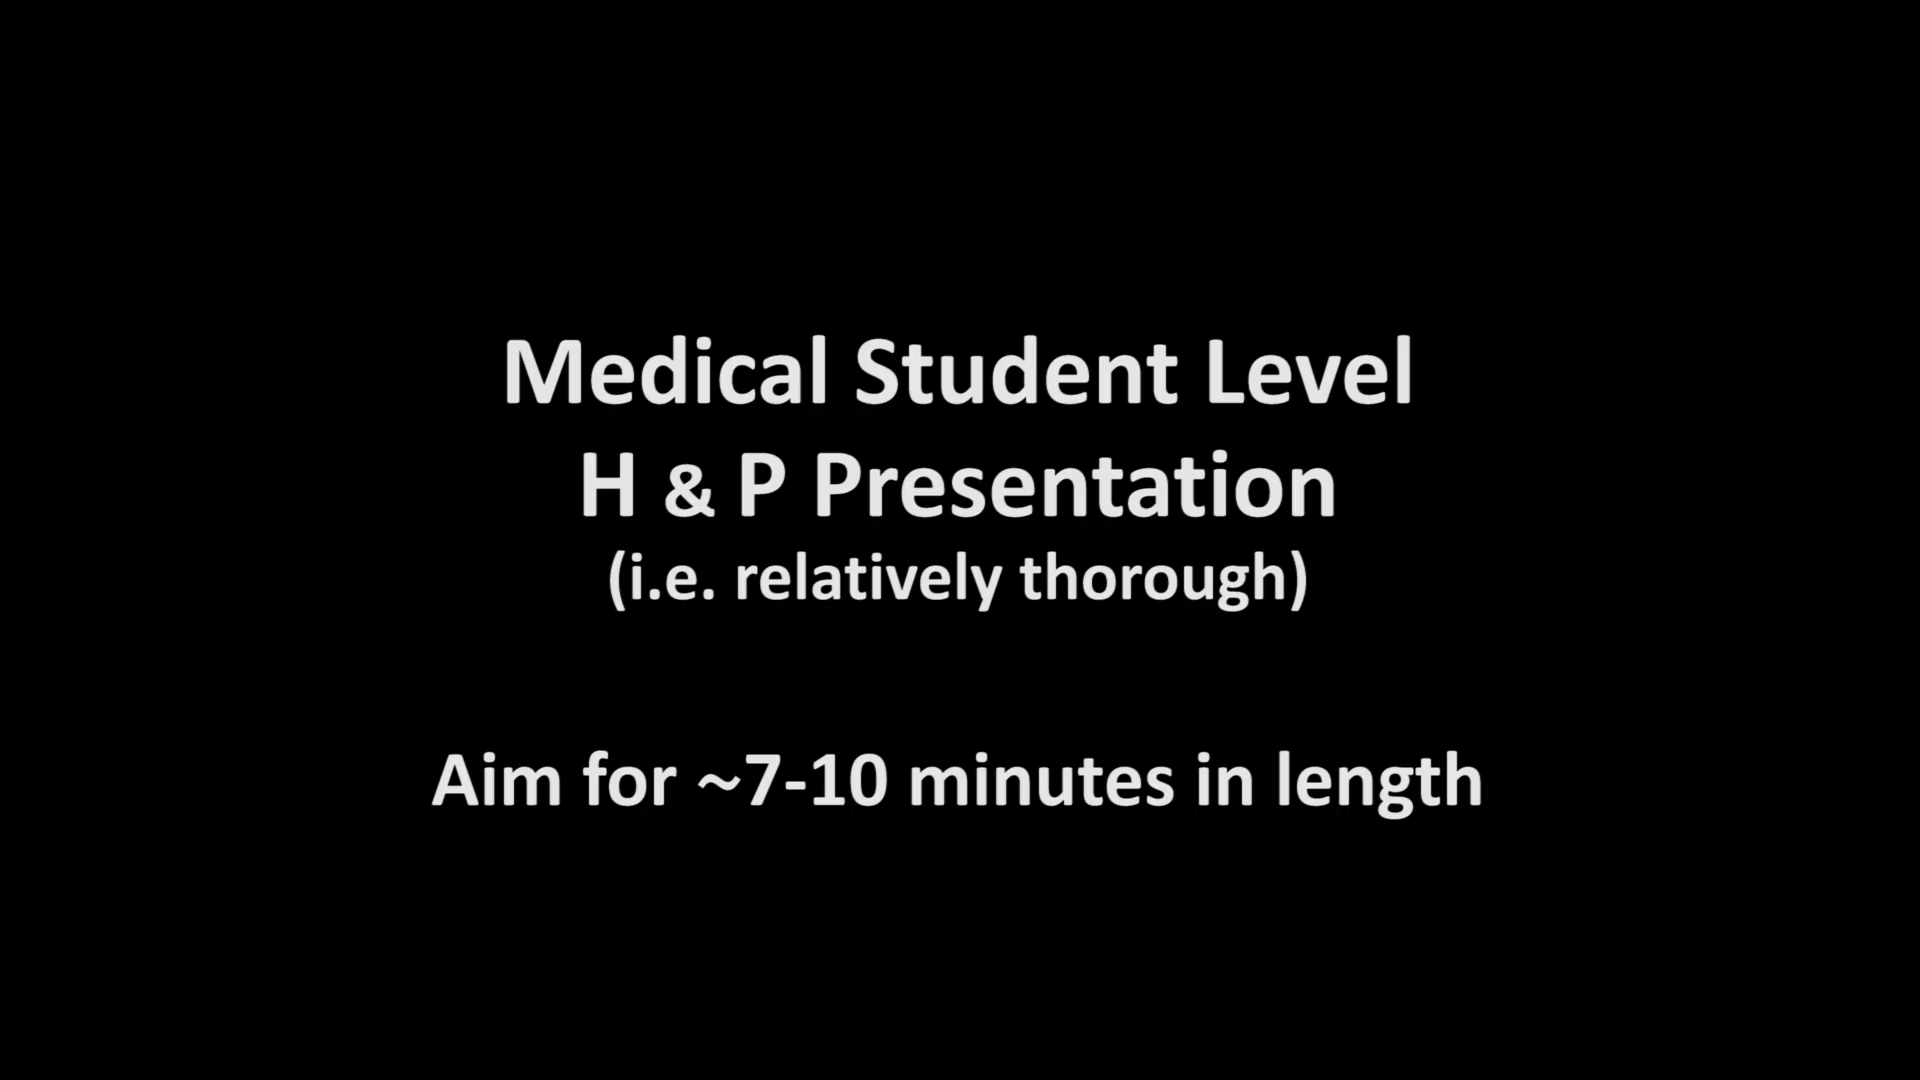 Medical Student Level
H & P Presentation
(i.e. relatively thorough)
Aim for ~7-10 minutes in length